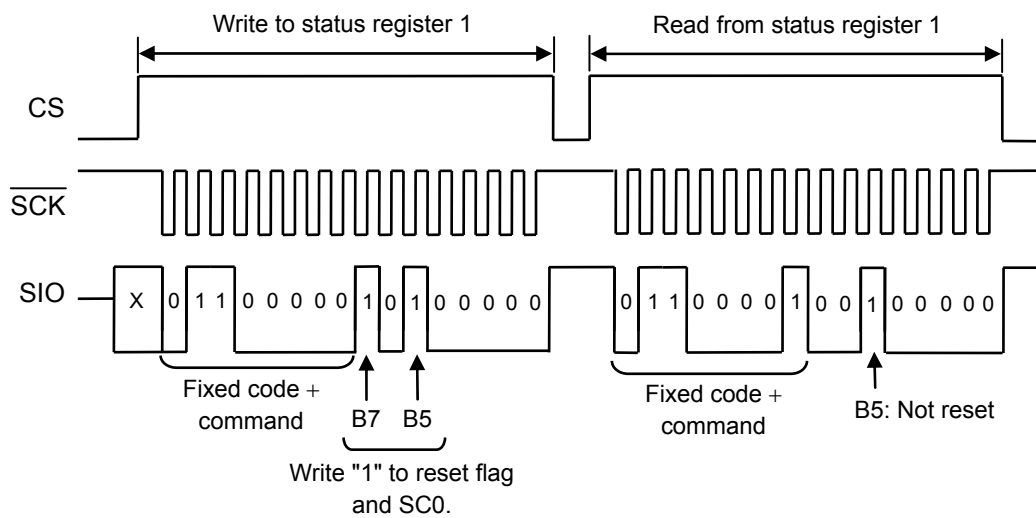 Write to status register 1 Read from status register 1
CS
SCK
SIO X 0 1 1 0 0 0 0 0 1 0 1 0 0 0 0 0 0 1 1 0 0 0 0 1 0 0 1 0 0 0 0 0
Fixed code + Fixed code + B5: Not reset
command B7 B5 command
Write "1" to reset flag
and SC0.